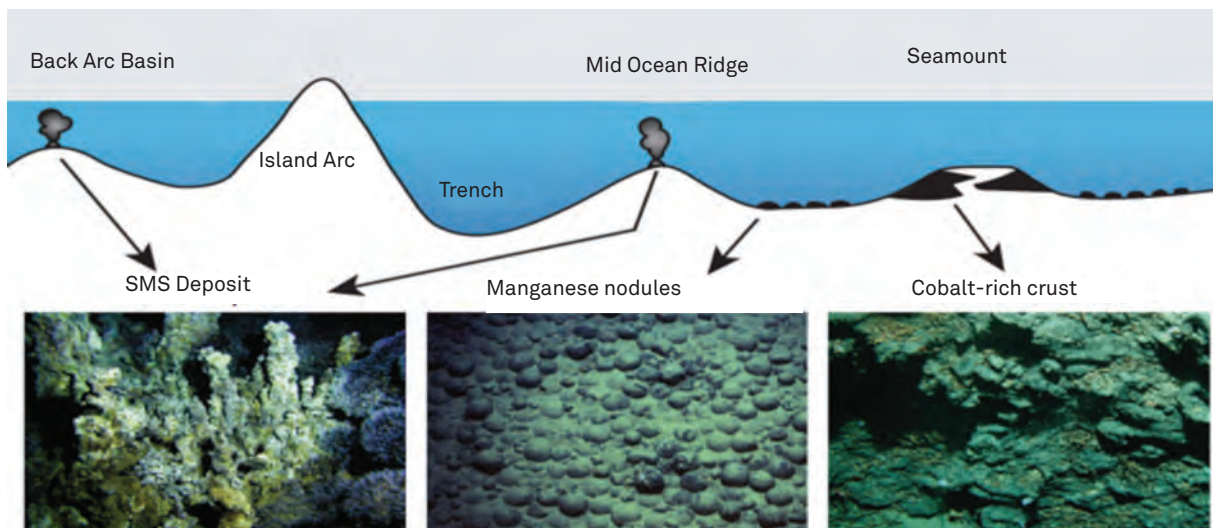 Back Arc Basin
Mid Ocean Ridge
Seamount
Island Arc
Trench
SMS Deposit
Manganese nodules
Cobalt-rich crust